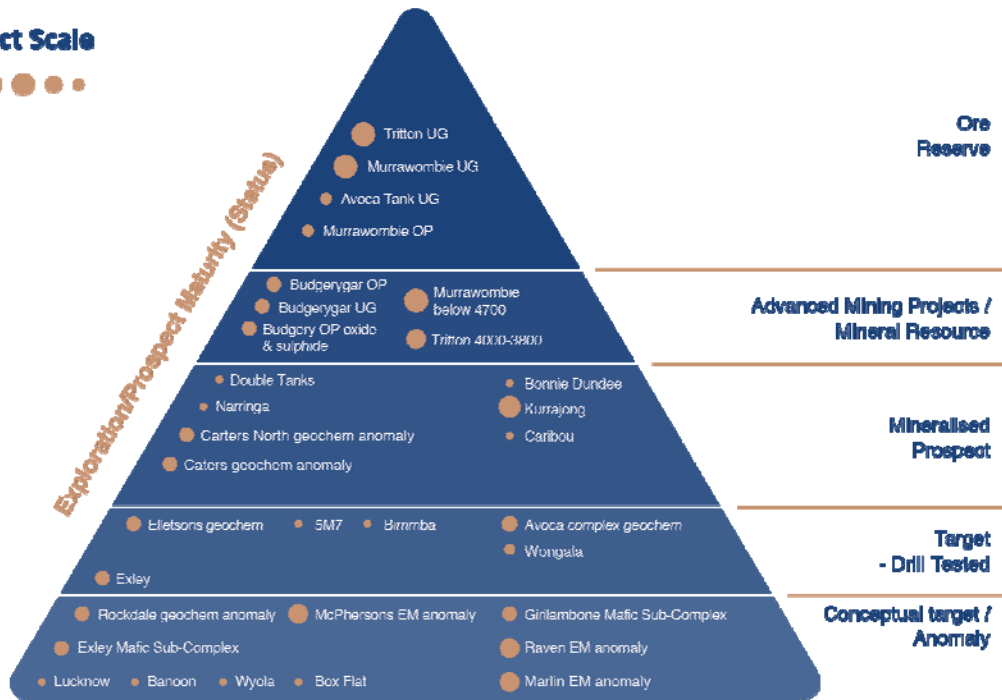 ct Scale
Exploration/Prospect Maturity (Status)
Tritton UG
Murrawombie UG
Avoca Tank UG
Murrawombie OP
Ore
Reserve
Budgerygar OP
Budgerygar UG
Budgery OP oxide
& sulphide
Murrawombie
below 4700
Tritton 4000-3800
Advanced Mining Projects /
Mineral Resource
Double Tanks
Narringa
Carters North geochem anomaly
Caters geochem anomaly
Bonnie Dundee
Kurrajong
Caribou
Mineralised
Prospect
Elletsons geochem
5M7
Birrimba
Avoca complex geochem
Wongala
Exley
Target
- Drill Tested
Rockdale geochem anomaly
McPhersons EM anomaly
Girilambone Mafic Sub-Complex
Exley Mafic Sub-Complex
Raven EM anomaly
Lucknow
Banoon
Wyola
Box Flat
Marlin EM anomaly
Conceptual target /
Anomaly